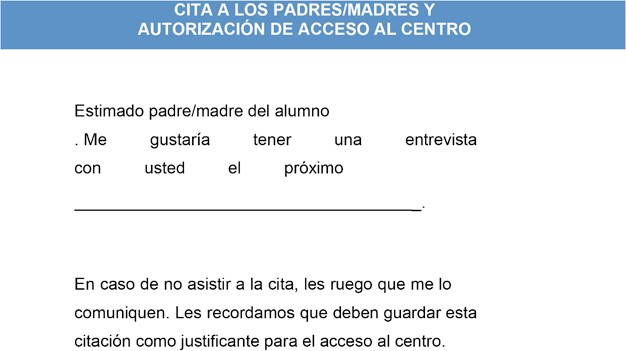 CITA A LOS PADRES/MADRES Y
AUTORIZACIÓN DE ACCESO AL CENTRO
Estimado padre/madre del alumno
. Me gustaría tener una entrevista
con usted el próximo
______________________________________.
En caso de no asistir a la cita, les ruego que me lo
comuniquen. Les recordamos que deben guardar esta
citación como justificante para el acceso al centro.